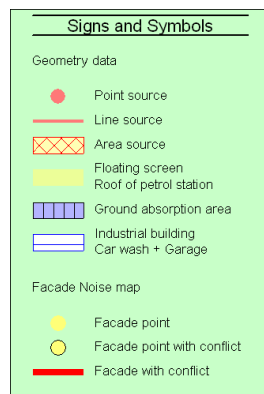 Signs and Symbols
Geometry data
Point source
Line source
Area source
Floating screen
Roof of petrol station
Ground absorption area
Industrial building
Car wash + Garage
Facade Noise map
Facade point
Facade point with conflict
Facade with conflict